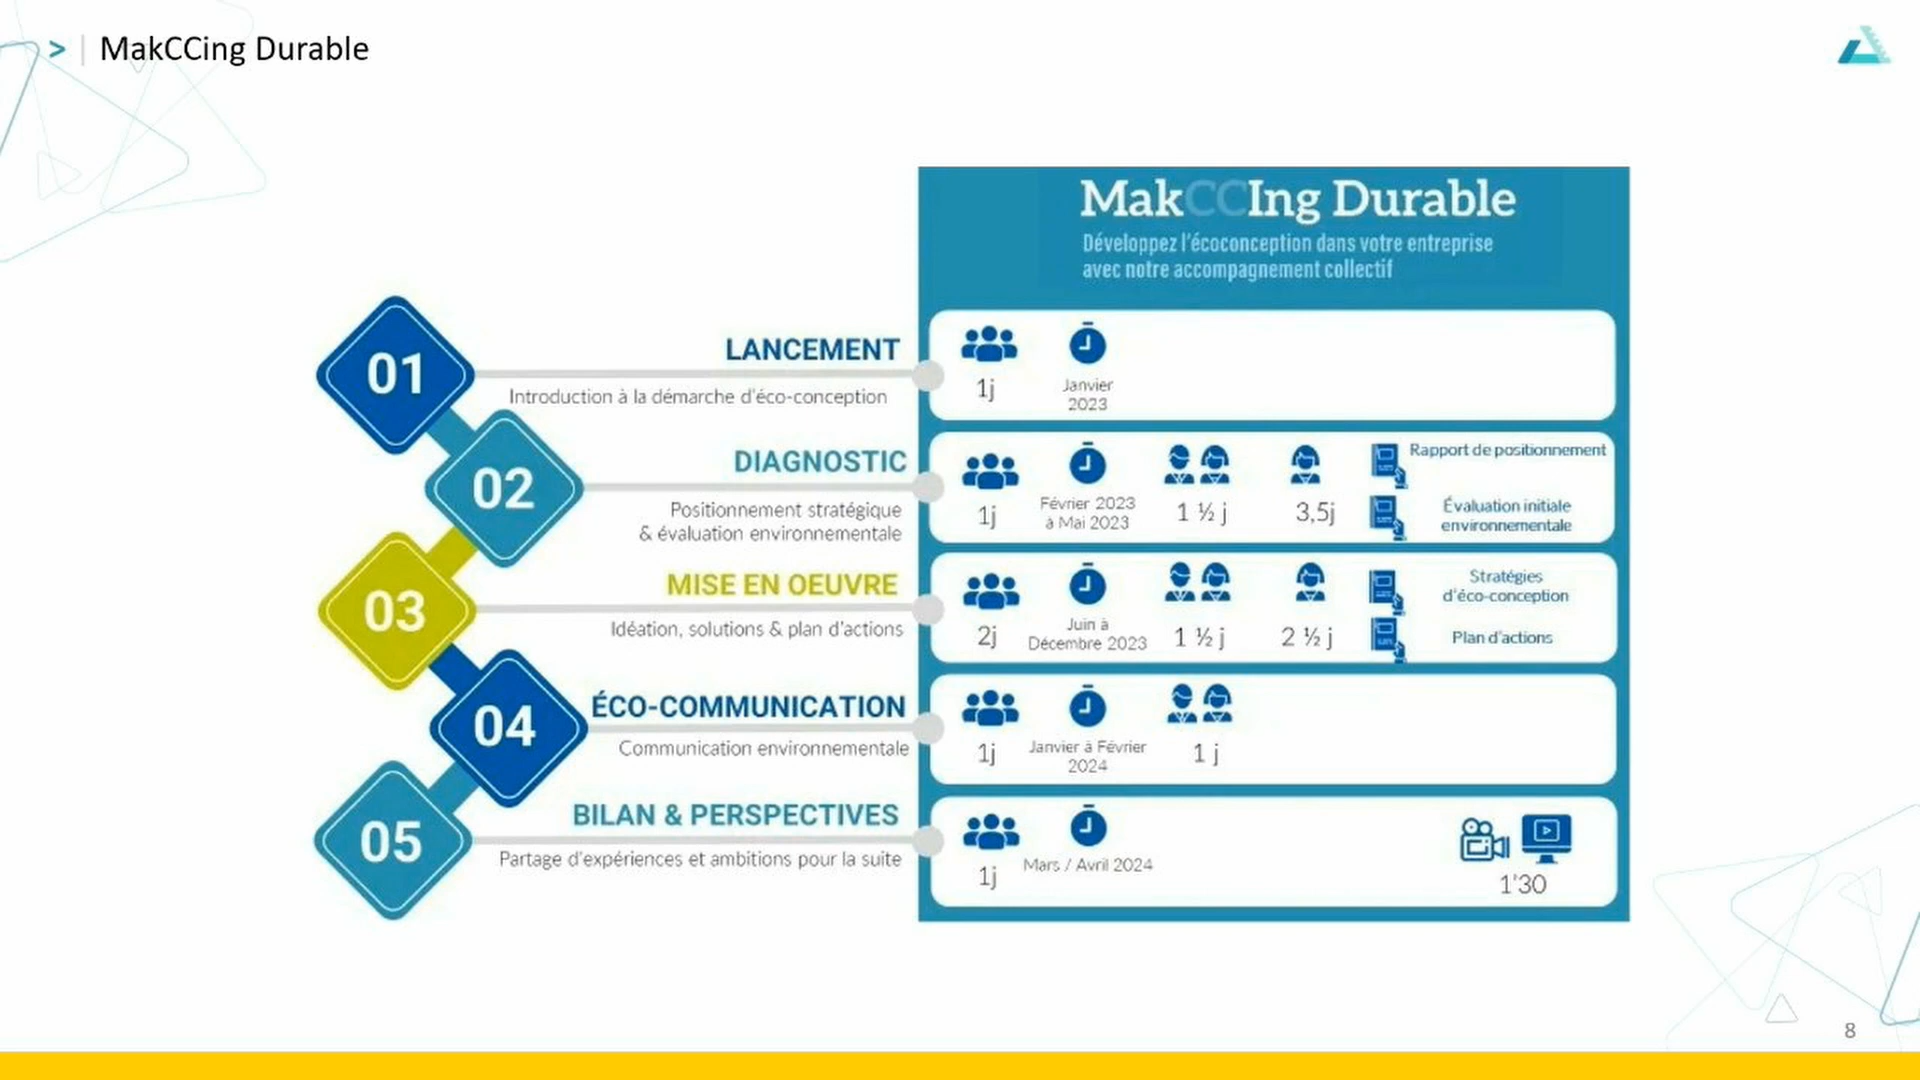 > | MakCCing Durable
MakCCIng Durable
Développez l'écoconception dans votre entreprise
avec notre accompagnement collectif
01
LANCEMENT
Introduction à la démarche d'éco-conception
1j
Janvier
2023
02
DIAGNOSTIC
Positionnement stratégique
& évaluation environnementale
1j
Février 2023
à Mai 2023
1 ½ j
3,5j
Rapport de positionnement
Évaluation initiale
environnementale
03
MISE EN OEUVRE
Idéation, solutions & plan d'actions
2j
Juin à
Décembre 2023
1 ½ j
2 ½ j
Stratégies
d'éco-conception
Plan d'actions
04
ÉCO-COMMUNICATION
Communication environnementale
1j
Janvier à Février
2024
1 j
05
BILAN & PERSPECTIVES
Partage d'expériences et ambitions pour la suite
1j
Mars / Avril 2024
1'30
8